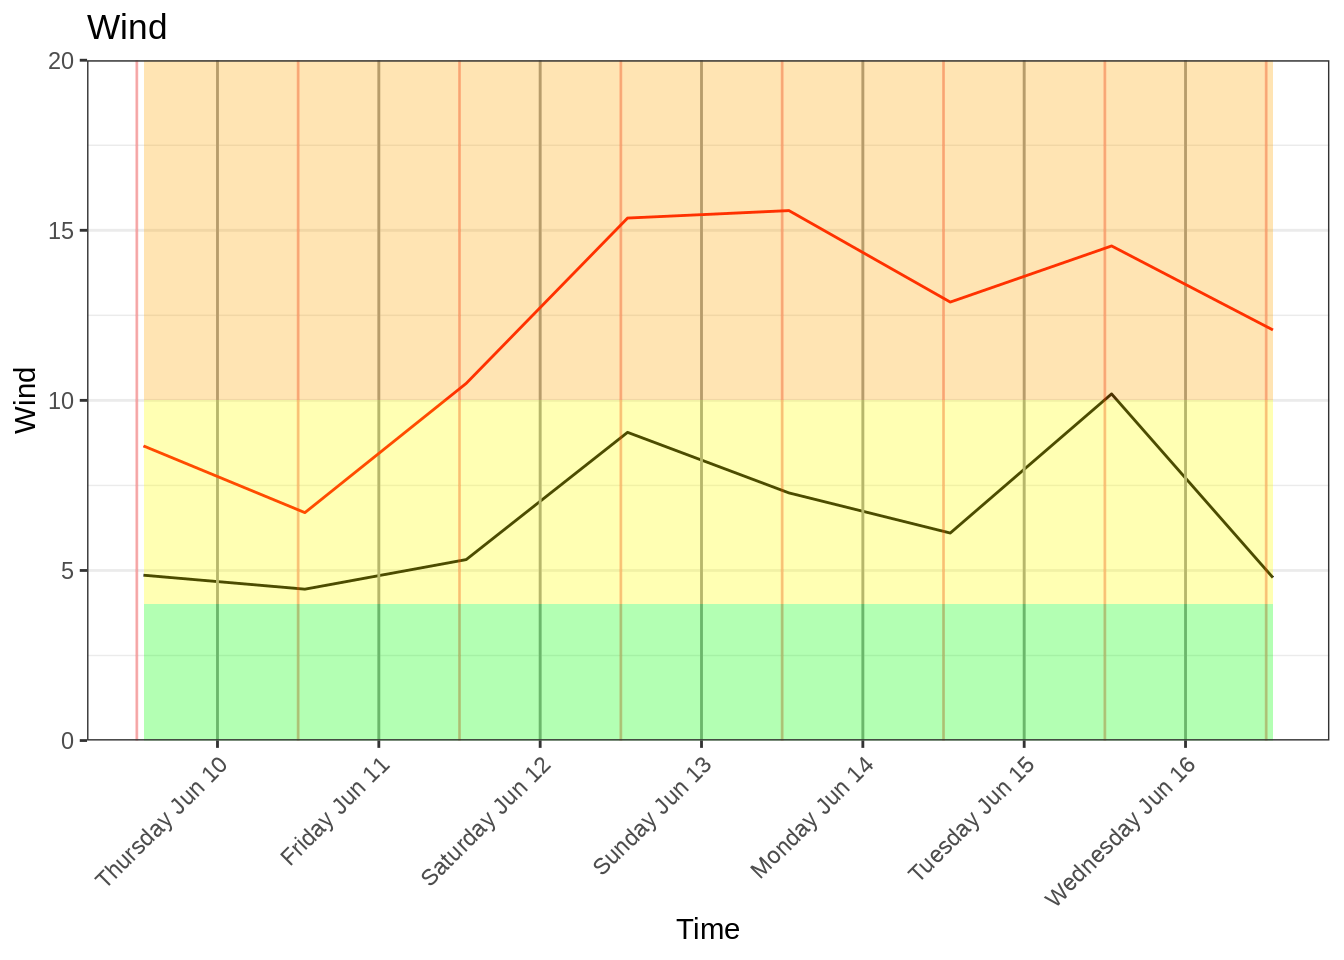 Wind
20
15
10
5
0
Wind
Thursday Jun 10
Friday Jun 11
Saturday Jun 12
Sunday Jun 13
Monday Jun 14
Tuesday Jun 15
Wednesday Jun 16
Time